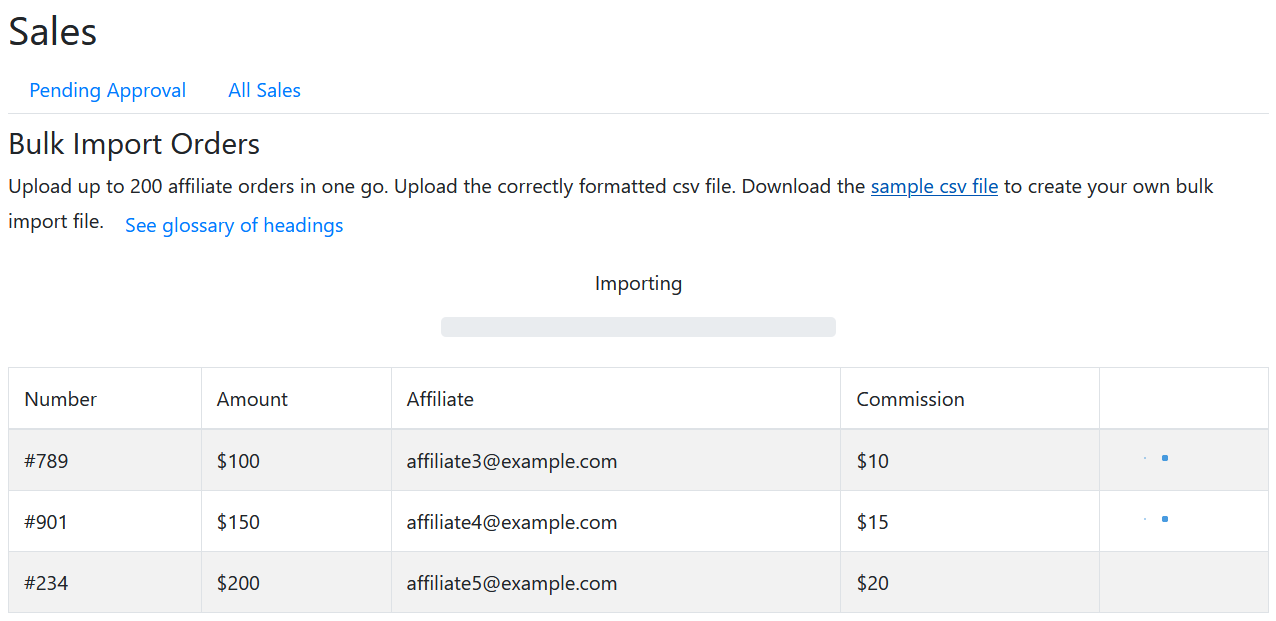 Sales
Pending Approval All Sales
Bulk Import Orders
Upload up to 200 affiliate orders in one go. Upload the correctly formatted csv file. Download the sample csv file to create your own bulk
import file. See glossary of headings
Importing
Number Amount Affiliate Commission
#789 $100 affiliate3@example.com $10
#901 $150 affiliate4@example.com $15
#234 $200 affiliate5@example.com $20